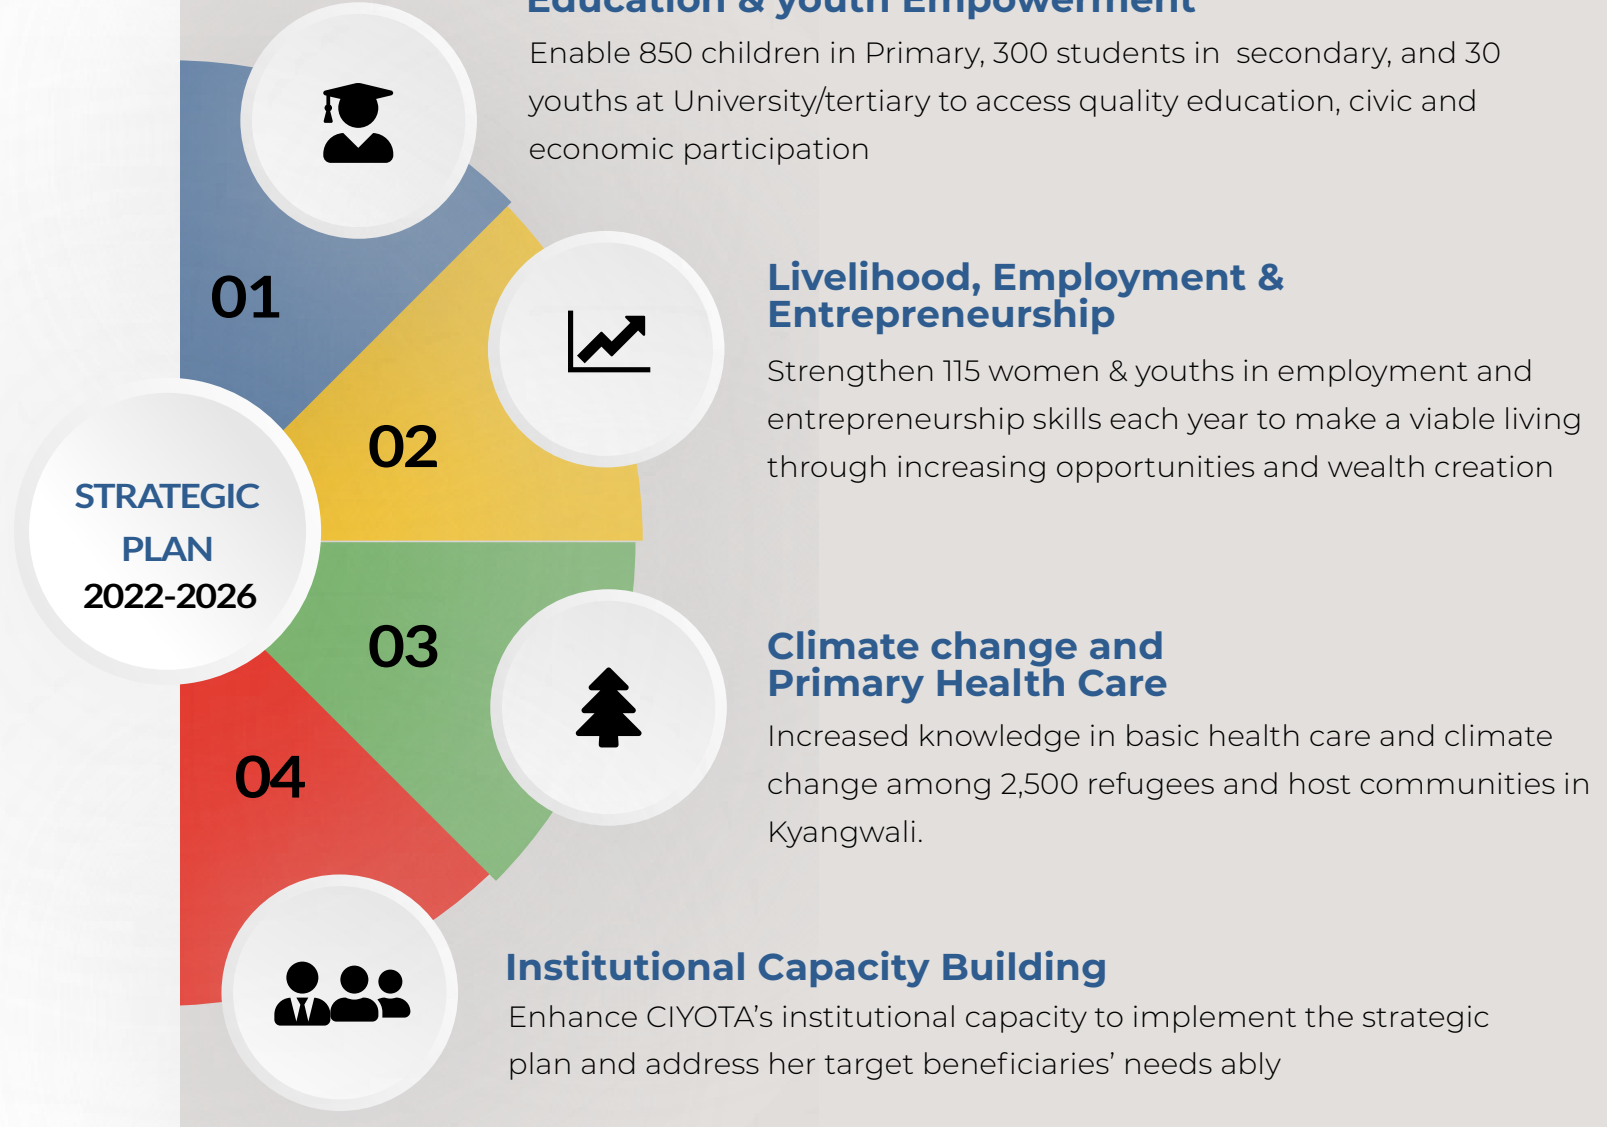 Education & youth Empowerment
Enable 850 children in Primary, 300 students in secondary, and 30
youths at University/tertiary to access quality education, civic and
economic participation
01
Livelihood, Employment &
Entrepreneurship
Strengthen 115 women & youths in employment and
entrepreneurship skills each year to make a viable living
through increasing opportunities and wealth creation
02
STRATEGIC
PLAN
2022-2026
03
Climate change and
Primary Health Care
Increased knowledge in basic health care and climate
change among 2,500 refugees and host communities in
Kyangwali.
04
Institutional Capacity Building
Enhance CIYOTA’s institutional capacity to implement the strategic
plan and address her target beneficiaries’ needs ably